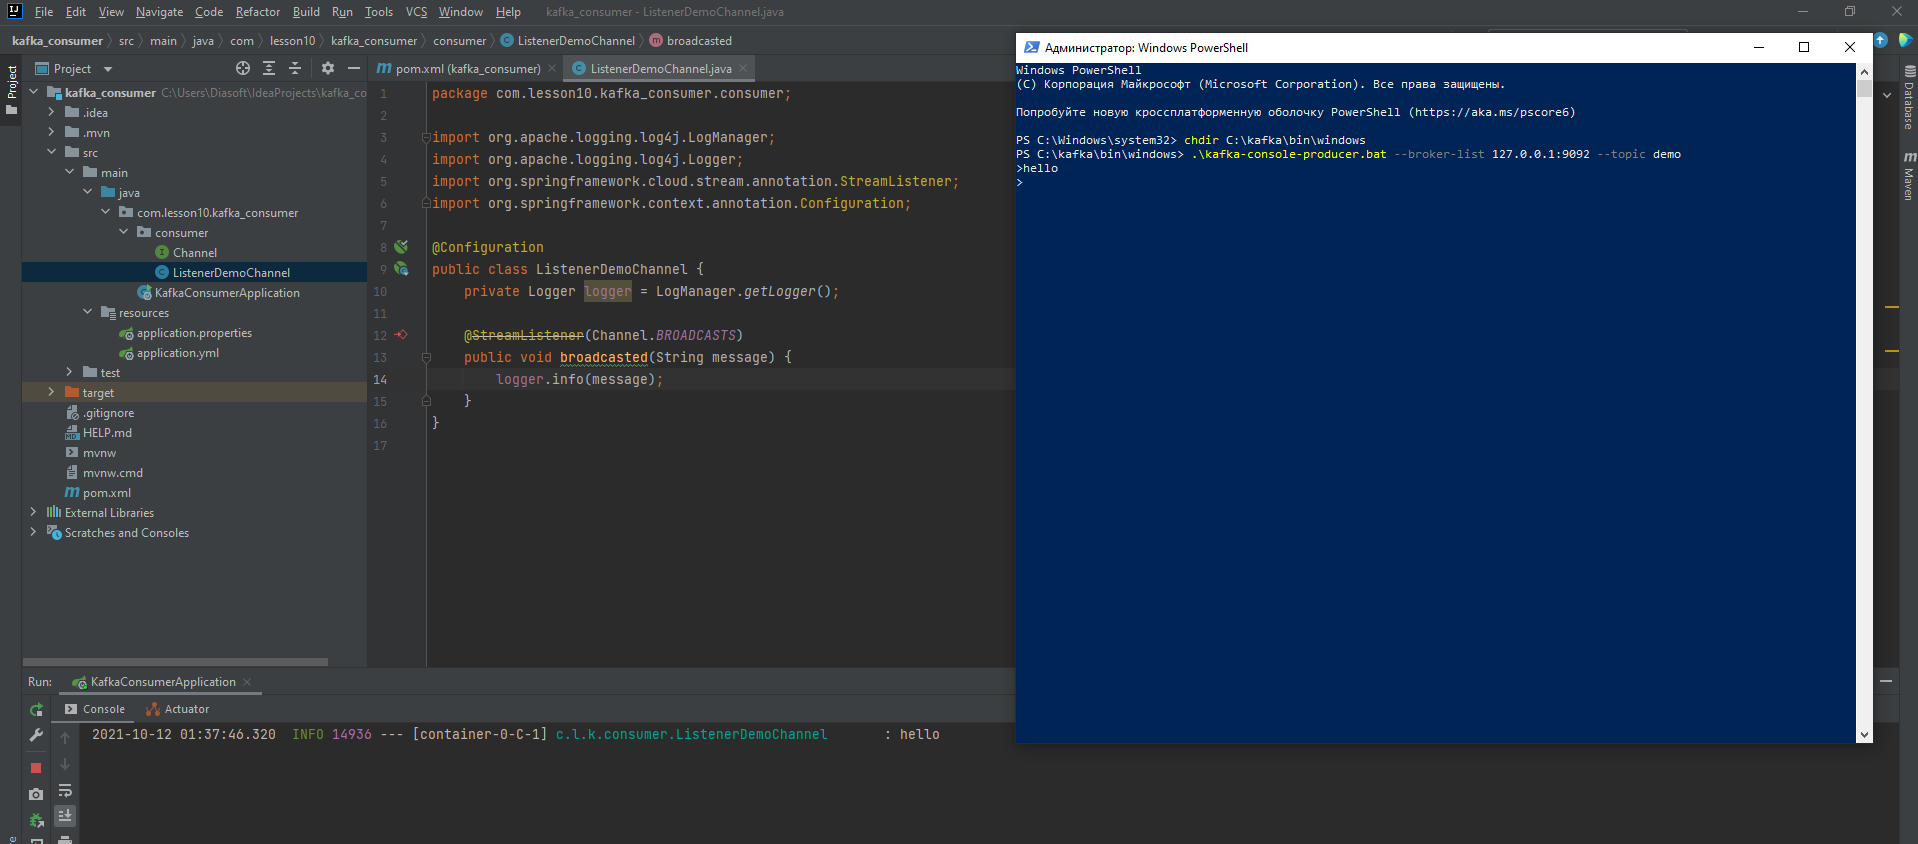 File Edit View Navigate Code Refactor Build Run Tools VCS Window Help kafka_consumer - ListenerDemoChannel.java
kafka_consumer src main java com lesson10 kafka_consumer consumer ListenerDemoChannel broadcasted
Project
Project
kafka_consumer C:\Users\Diasoft\IdeaProjects\kafka_co
.idea
.mvn
src
main
java
com.lesson10.kafka_consumer
consumer
Channel
ListenerDemoChannel
KafkaConsumerApplication
resources
application.properties
application.yml
test
target
.gitignore
HELP.md
mvnw
mvnw.cmd
pom.xml
External Libraries
Scratches and Consoles
pom.xml (kafka_consumer) ListenerDemoChannel.java
1 package com.lesson10.kafka_consumer.consumer;
2
3 import org.apache.logging.log4j.LogManager;
4 import org.apache.logging.log4j.Logger;
5 import org.springframework.cloud.stream.annotation.StreamListener;
6 import org.springframework.context.annotation.Configuration;
7
8 @Configuration
9 public class ListenerDemoChannel {
10 private Logger logger = LogManager.getLogger();
11
12 @StreamListener(Channel.BROADCASTS)
13 public void broadcasted(String message) {
14 logger.info(message);
15 }
16 }
17
Администратор: Windows PowerShell
Windows PowerShell
(C) Корпорация Майкрософт (Microsoft Corporation). Все права защищены.
Попробуйте новую кроссплатформенную оболочку PowerShell (https://aka.ms/pscore6)
PS C:\Windows\system32> chdir C:\kafka\bin\windows
PS C:\kafka\bin\windows> .\kafka-console-producer.bat --broker-list 127.0.0.1:9092 --topic demo
>hello
>
Database
Maven
Run: KafkaConsumerApplication
Console Actuator
2021-10-12 01:37:46.320 INFO 14936 --- [container-0-C-1] c.l.k.consumer.ListenerDemoChannel : hello